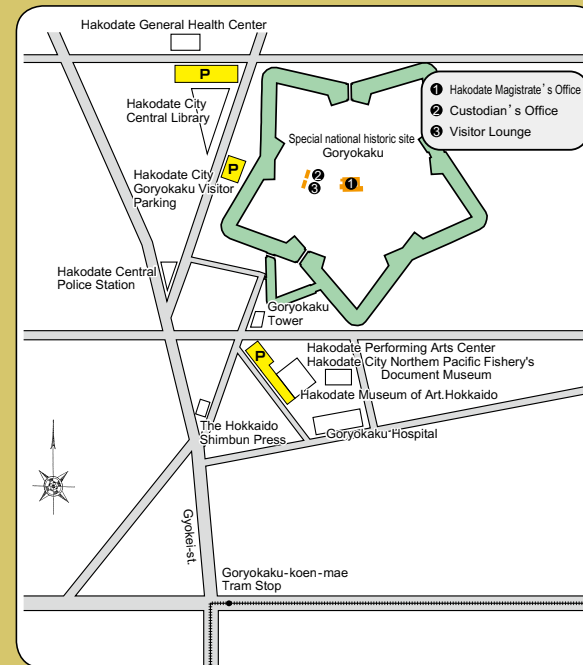 Hakodate General Health Center
P
Hakodate City
Central Library
❶ Hakodate Magistrate's Office
❷ Custodian's Office
❸ Visitor Lounge
Special national historic site
Goryokaku
❷
❸
❶
P
Hakodate City
Goryokaku Visitor
Parking
Hakodate Central
Police Station
Goryokaku
Tower
P
Hakodate Performing Arts Center
Hakodate City Northern Pacific Fishery's
Document Museum
Hakodate Museum of Art.Hokkaido
The Hokkaido
Shimbun Press
Goryokaku Hospital
Gyokei-st.
Goryokaku-koen-mae
Tram Stop